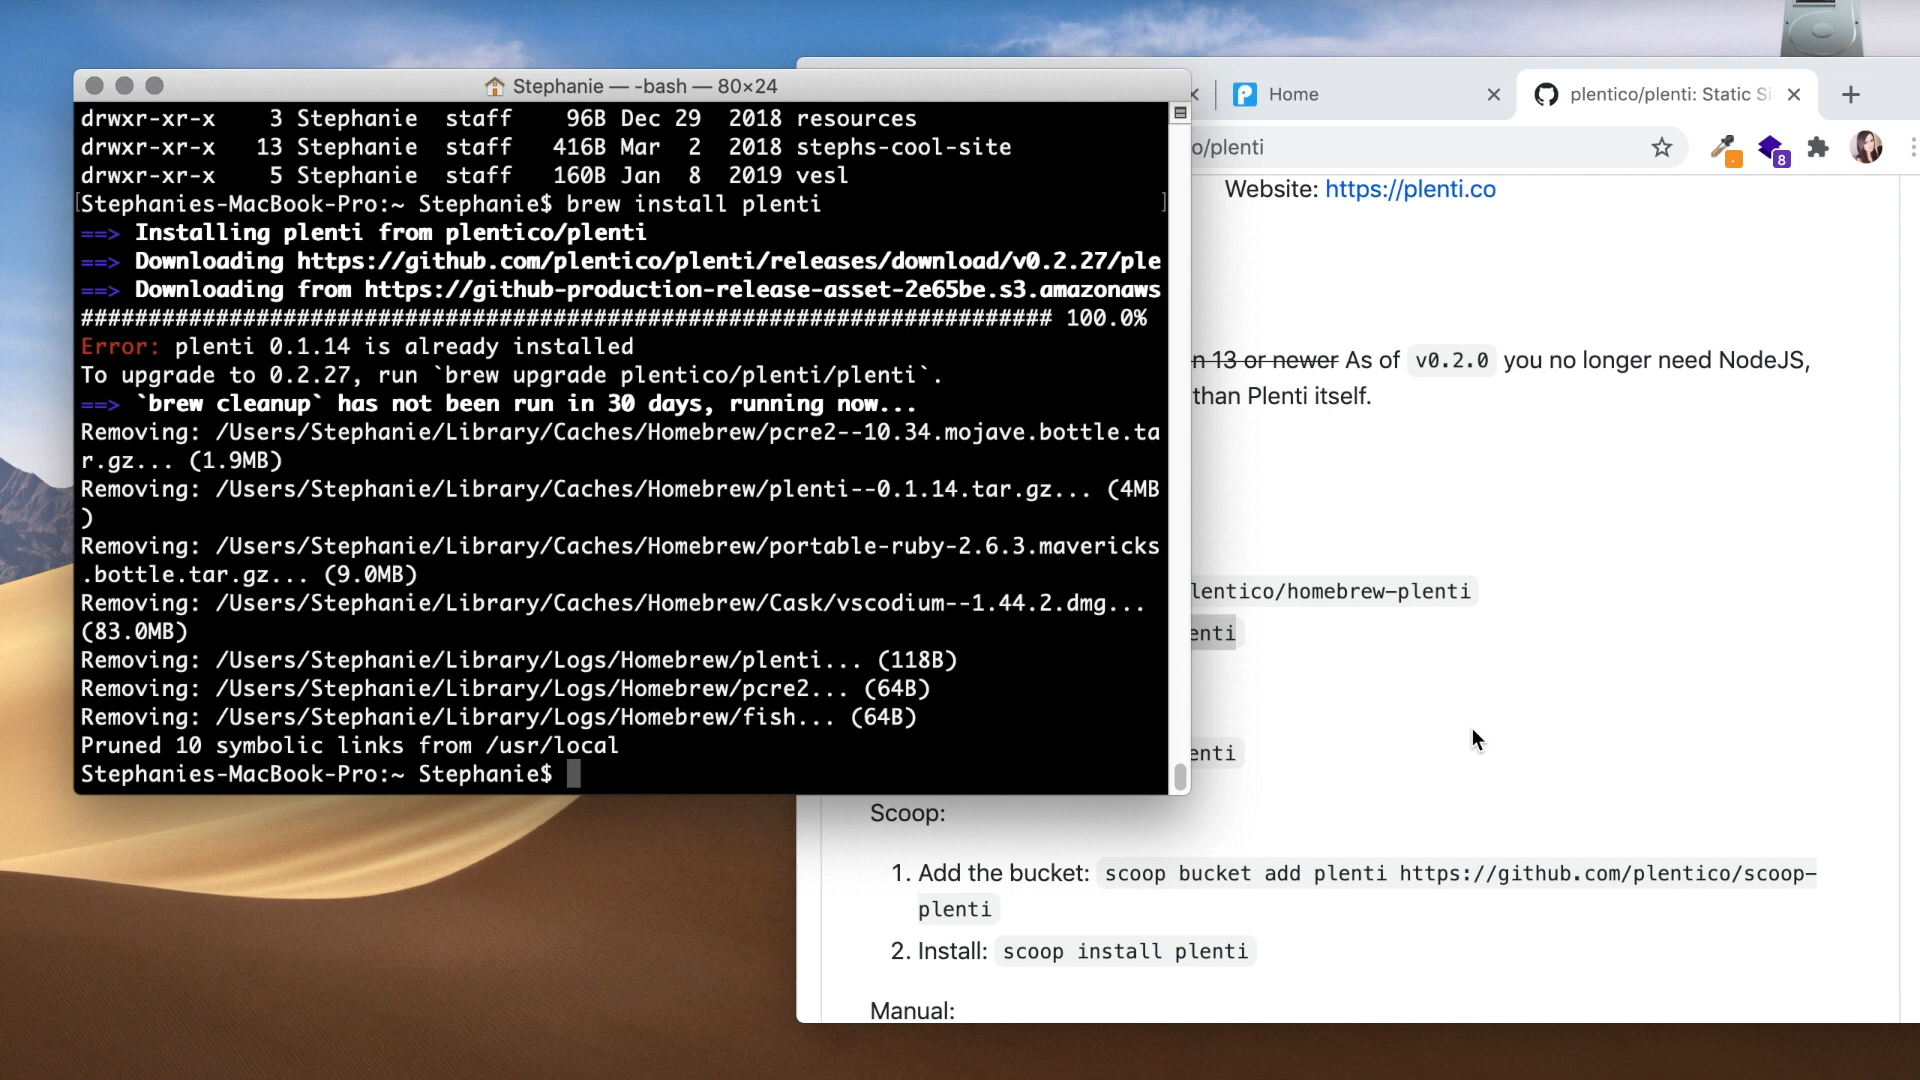 Stephanie — -bash — 80×24
drwxr-xr-x    3 Stephanie  staff    96B Dec 29  2018 resources
drwxr-xr-x   13 Stephanie  staff   416B Mar  2  2018 stephs-cool-site
drwxr-xr-x    5 Stephanie  staff   160B Jan  8  2019 vesl
[Stephanies-MacBook-Pro:~ Stephanie$ brew install plenti                         ]
==> Installing plenti from plentico/plenti
==> Downloading https://github.com/plentico/plenti/releases/download/v0.2.27/ple
==> Downloading from https://github-production-release-asset-2e65be.s3.amazonaws
######################################################################## 100.0%
Error: plenti 0.1.14 is already installed
To upgrade to 0.2.27, run `brew upgrade plentico/plenti/plenti`.
==> `brew cleanup` has not been run in 30 days, running now...
Removing: /Users/Stephanie/Library/Caches/Homebrew/pcre2--10.34.mojave.bottle.ta
r.gz... (1.9MB)
Removing: /Users/Stephanie/Library/Caches/Homebrew/plenti--0.1.14.tar.gz... (4MB
)
Removing: /Users/Stephanie/Library/Caches/Homebrew/portable-ruby-2.6.3.mavericks
.bottle.tar.gz... (9.0MB)
Removing: /Users/Stephanie/Library/Caches/Homebrew/Cask/vscodium--1.44.2.dmg...
(83.0MB)
Removing: /Users/Stephanie/Library/Logs/Homebrew/plenti... (118B)
Removing: /Users/Stephanie/Library/Logs/Homebrew/pcre2... (64B)
Removing: /Users/Stephanie/Library/Logs/Homebrew/fish... (64B)
Pruned 10 symbolic links from /usr/local
Stephanies-MacBook-Pro:~ Stephanie$
Home
plentico/plenti: Static Si
o/plenti
8
Website: https://plenti.co
n 13 or newer As of v0.2.0 you no longer need NodeJS,
than Plenti itself.
lentico/homebrew-plenti
enti
enti
Scoop:
1. Add the bucket: scoop bucket add plenti https://github.com/plentico/scoop-
plenti
2. Install: scoop install plenti
Manual: